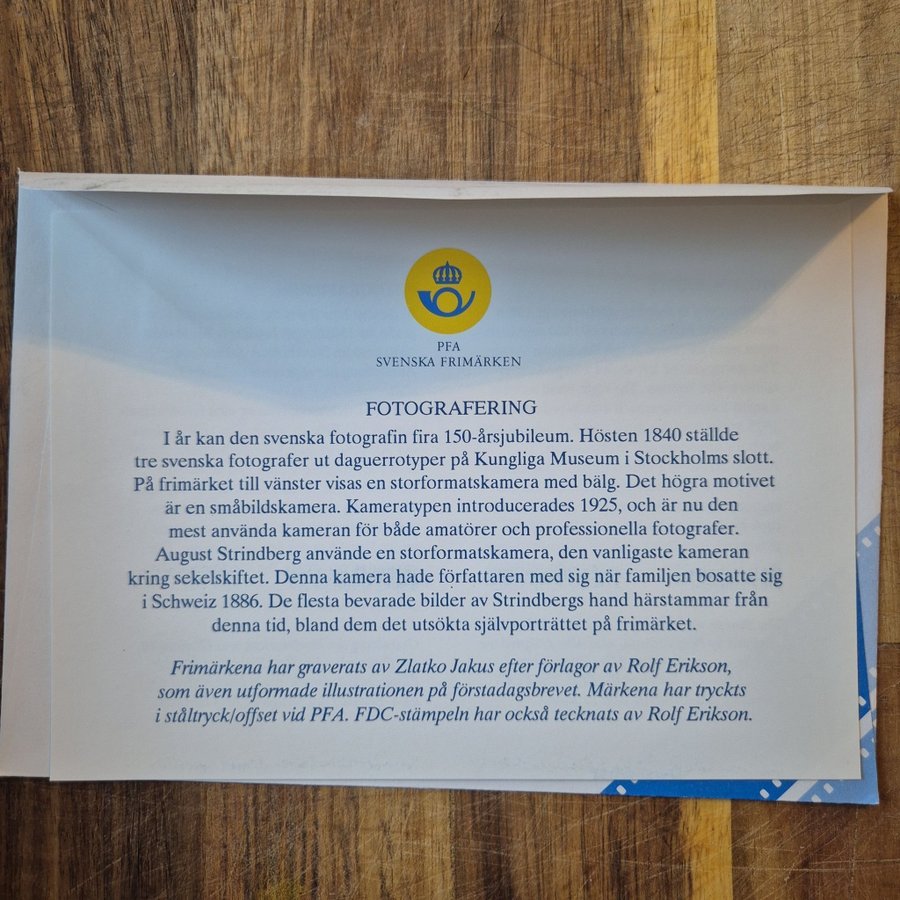 PFA
SVENSKA FRIMÄRKEN
FOTOGRAFERING
I år kan den svenska fotografin fira 150-årsjubileum. Hösten 1840 ställde
tre svenska fotografer ut daguerrotyper på Kungliga Museum i Stockholms slott.
På frimärket till vänster visas en storformatskamera med bälg. Det högra motivet
är en småbildskamera. Kameratypen introducerades 1925, och är nu den
mest använda kameran för både amatörer och professionella fotografer.
August Strindberg använde en storformatskamera, den vanligaste kameran
kring sekelskiftet. Denna kamera hade författaren med sig när familjen bosatte sig
i Schweiz 1886. De flesta bevarade bilder av Strindbergs hand härstammar från
denna tid, bland dem det utsökta självporträttet på frimärket.
Frimärkena har graverats av Zlatko Jakus efter förlagor av Rolf Erikson,
som även utformade illustrationen på förstadagsbrevet. Märkena har tryckts
i ståltryck/offset vid PFA. FDC-stämpeln har också tecknats av Rolf Erikson.